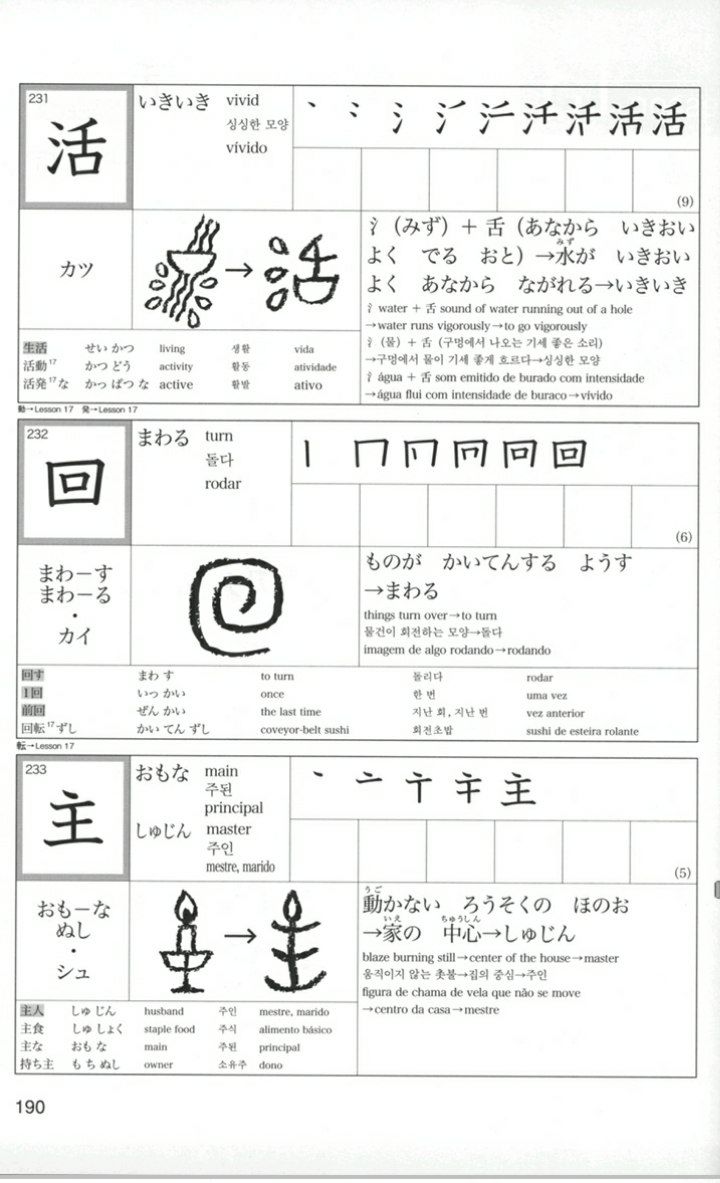 231
活
いきいき vivid
싱싱한 모양
vívido
丶 氵 活 活
(9)
カツ
氵(みず)＋舌(あなから いきおい
よく でる おと)→水が いきおい
みず
よく あなから ながれる→いきいき
氵 water + 舌 sound of water running out of a hole
→water runs vigorously→to go vigorously
氵(물) + 舌 (구멍에서 나오는 기세 좋은 소리)
→구멍에서 물이 기세 좋게 흐르다→싱싱한 모양
氵 água + 舌 som emitido de burado com intensidade
→água flui com intensidade de buraco→vívido
生活 せい かつ living 생활 vida
活動17 かつ どう activity 활동 atividade
活発17な かっ ぱつ な active 활발 ativo
動→Lesson 17 発→Lesson 17
232
回
まわる turn
돌다
rodar
丨 冂 回 回
(6)
まわーす
まわーる
・
カイ
ものが かいてんする ようす
→まわる
things turn over→to turn
물건이 회전하는 모양→돌다
imagem de algo rodando→rodando
回す まわ す to turn 돌리다 rodar
1回 いっ かい once 한 번 uma vez
前回 ぜん かい the last time 지난 회, 지난 번 vez anterior
回転17ずし かい てん ずし coveyor-belt sushi 회전초밥 sushi de esteira rolante
転→Lesson 17
233
主
おもな main
주된
principal
しゅじん master
주인
mestre, marido
丶 亠 主
(5)
おもーな
ぬし
・
シュ
うご
動かない ろうそくの ほのお
いえ ちゅうしん
→家の 中心→しゅじん
blaze burning still→center of the house→master
움직이지 않는 촛불→집의 중심→주인
figura de chama de vela que não se move
→centro da casa→mestre
主人 しゅ じん husband 주인 mestre, marido
主食 しゅ しょく staple food 주식 alimento básico
主な おも な main 주된 principal
持ち主 も ち ぬし owner 소유주 dono
190